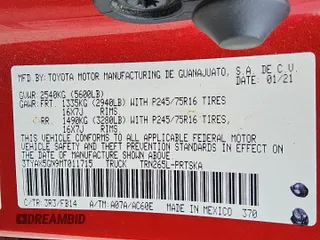 MFD.BY:TOYOTA MOTOR MANUFACTURING DE GUANAJUATO, S.A. DE C.V.
GVWR:2540KG (5600LB) DATE: 01/21
GAWR:FRT. 1335KG (2940LB) WITH P245/75R16 TIRES
16X7J RIMS
RR. 1490KG (3280LB) WITH P245/75R16 TIRES
16X7J RIMS
THIS VEHICLE CONFORMS TO ALL APPLICABLE FEDERAL MOTOR
VEHICLE SAFETY, BUMPER, AND THEFT PREVENTION STANDARDS IN
EFFECT ON THE DATE OF MANUFACTURE SHOWN ABOVE.
3TYAX5GN9MT011715 TRUCK TRN265L-PRTSKA
C/TR:3R3/FB14
A/TM:A07A/AC60E MADE IN MEXICO 370
DREAMBID